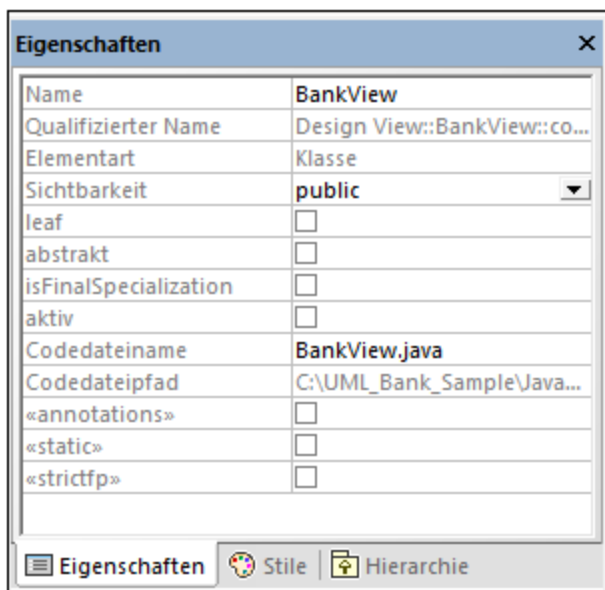 Eigenschaften
Name BankView
Qualifizierter Name Design View::BankView::co...
Elementart Klasse
Sichtbarkeit public
leaf
abstrakt
isFinalSpecialization
aktiv
Codedateiname BankView.java
Codedateipfad C:\UML_Bank_Sample\Java...
«annotations»
«static»
«strictfp»
Eigenschaften Stile Hierarchie